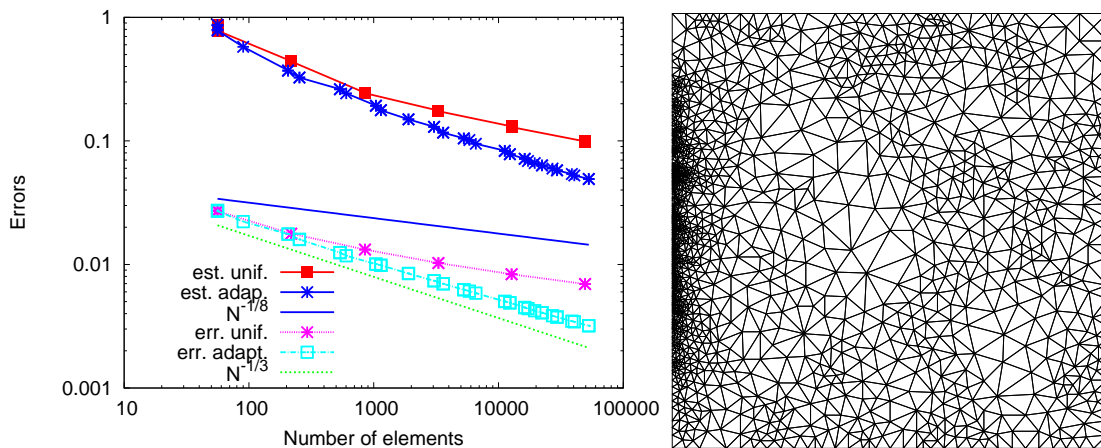 1
0.1
0.01
0.001
Errors
est. unif.
est. adap.
N^-1/8
err. unif.
err. adapt.
N^-1/3
10 100 1000 10000 100000
Number of elements